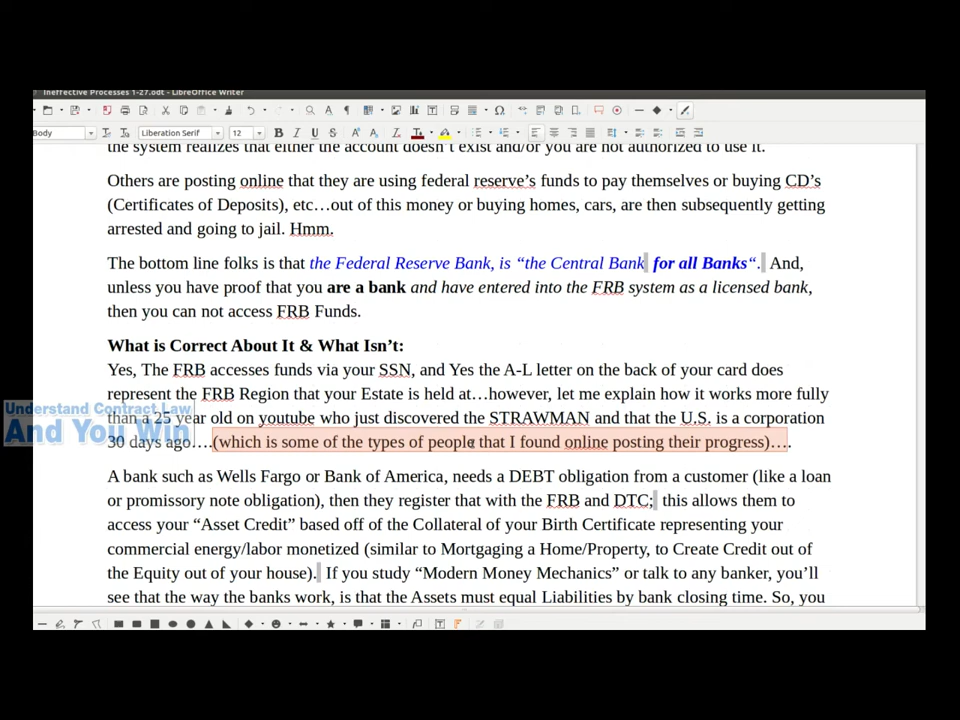 Ineffective Processes 1-27.odt - LibreOffice Writer
Body
Liberation Serif
12
the system realizes that either the account doesn't exist and/or you are not authorized to use it.
Others are posting online that they are using federal reserve's funds to pay themselves or buying CD's
(Certificates of Deposits), etc…out of this money or buying homes, cars, are then subsequently getting
arrested and going to jail. Hmm.
The bottom line folks is that the Federal Reserve Bank, is “the Central Bank for all Banks“. And,
unless you have proof that you are a bank and have entered into the FRB system as a licensed bank,
then you can not access FRB Funds.
What is Correct About It & What Isn't:
Yes, The FRB accesses funds via your SSN, and Yes the A-L letter on the back of your card does
represent the FRB Region that your Estate is held at…however, let me explain how it works more fully
than a 25 year old on youtube who just discovered the STRAWMAN and that the U.S. is a corporation
30 days ago….(which is some of the types of people that I found online posting their progress)….
Understand Contract Law
And You Win
A bank such as Wells Fargo or Bank of America, needs a DEBT obligation from a customer (like a loan
or promissory note obligation), then they register that with the FRB and DTC; this allows them to
access your “Asset Credit” based off of the Collateral of your Birth Certificate representing your
commercial energy/labor monetized (similar to Mortgaging a Home/Property, to Create Credit out of
the Equity out of your house). If you study “Modern Money Mechanics” or talk to any banker, you'll
see that the way the banks work, is that the Assets must equal Liabilities by bank closing time. So, you